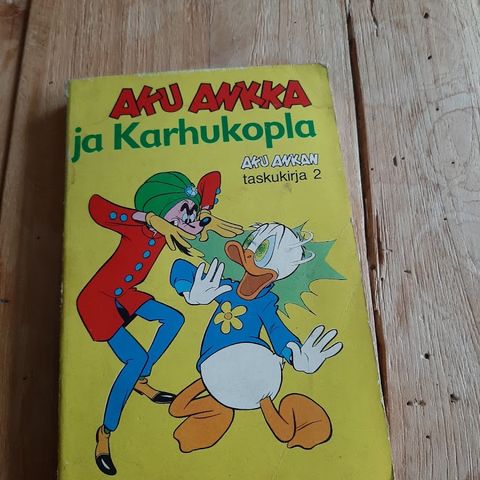 AKU ANKKA
ja Karhukopla
AKU ANKAN
taskukirja 2